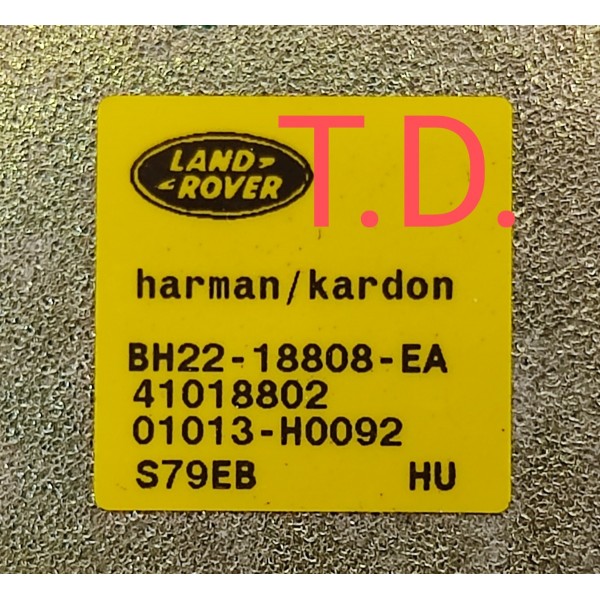 LAND
ROVER
T.D.
harman/kardon
BH22-18808-EA
41018802
01013-H0092
S79EB HU